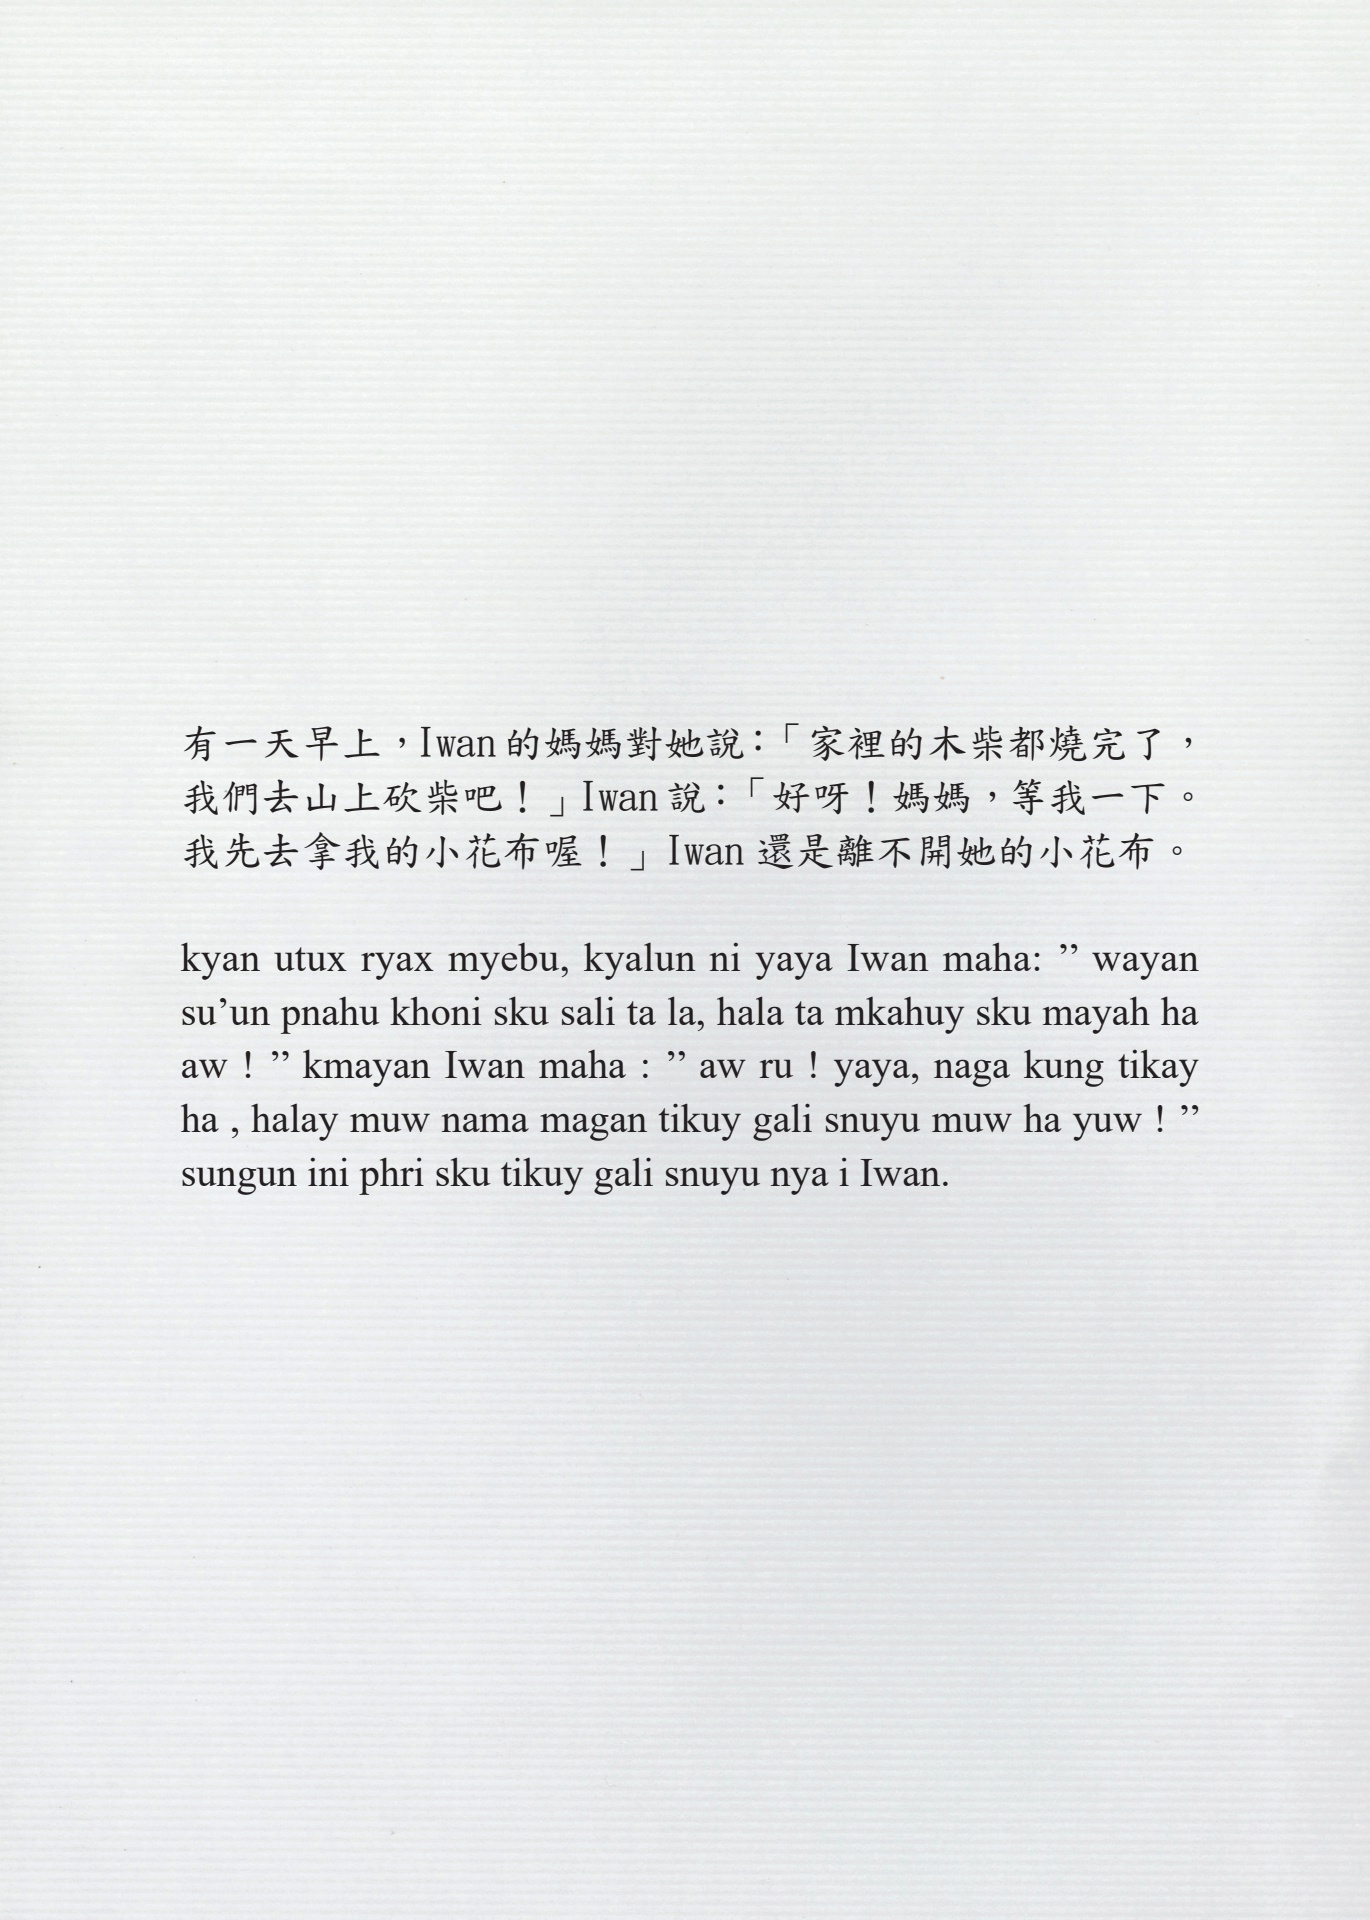 有一天早上，Iwan 的媽媽對她說：「家裡的木柴都燒完了，
我們去山上砍柴吧！」Iwan 說：「好呀！媽媽，等我一下。
我先去拿我的小花布喔！」Iwan 還是離不開她的小花布。
kyan utux ryax myebu, kyalun ni yaya Iwan maha: ” wayan
su’un pnahu khoni sku sali ta la, hala ta mkahuy sku mayah ha
aw ! ” kmayan Iwan maha : ” aw ru ! yaya, naga kung tikay
ha , halay muw nama magan tikuy gali snuyu muw ha yuw ! ”
sungun ini phri sku tikuy gali snuyu nya i Iwan.